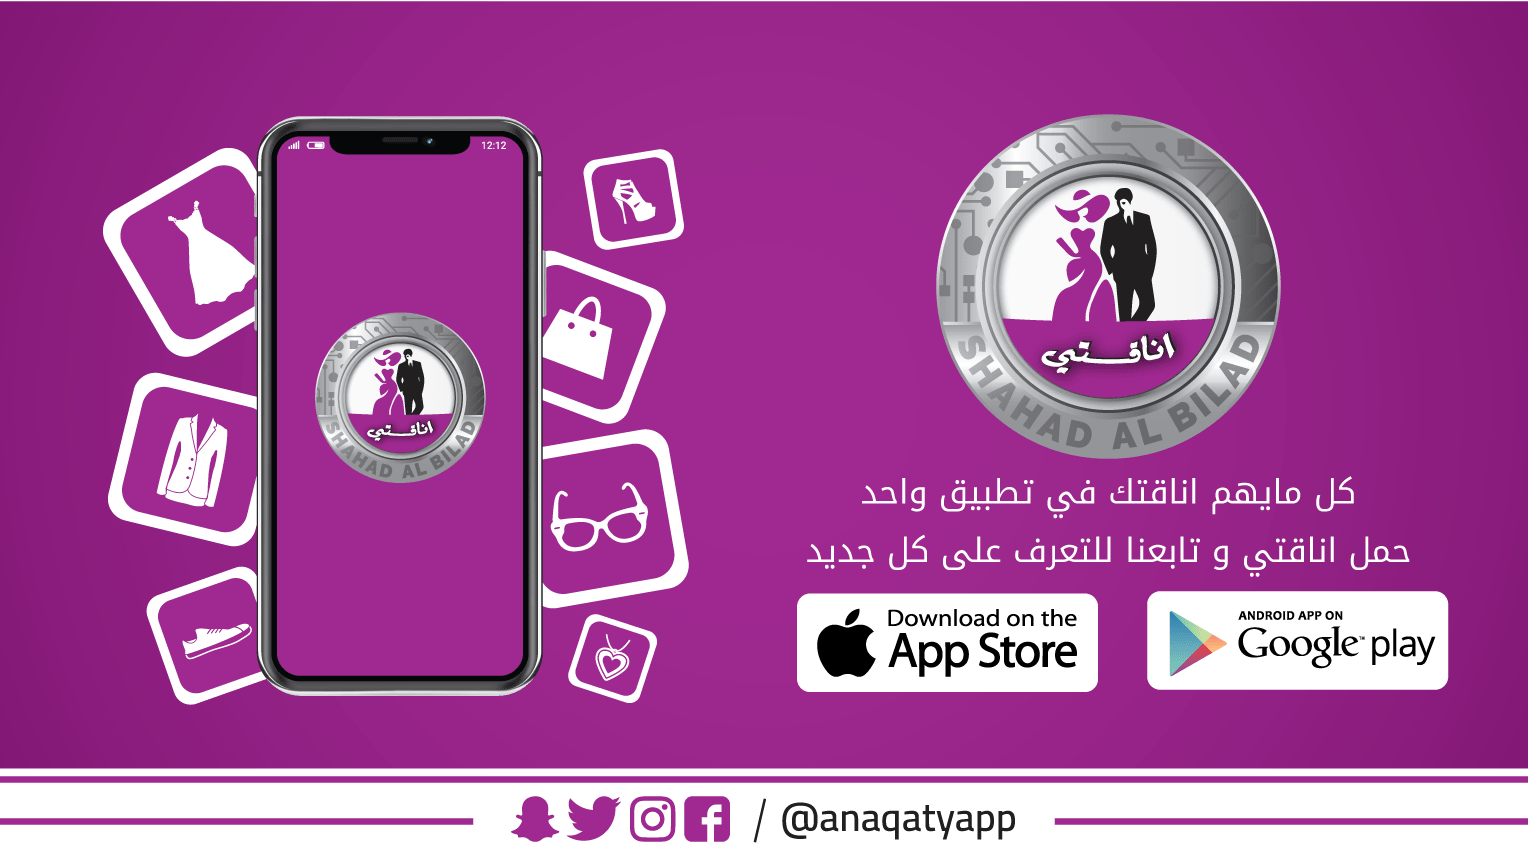 12:12
اناقتي
SHAHAD AL BILAD
اناقتي
SHAHAD AL BILAD
كل مايهم اناقتك في تطبيق واحد
حمل اناقتي و تابعنا للتعرف على كل جديد
Download on the
App Store
ANDROID APP ON
Google™ play
/ @anaqatyapp